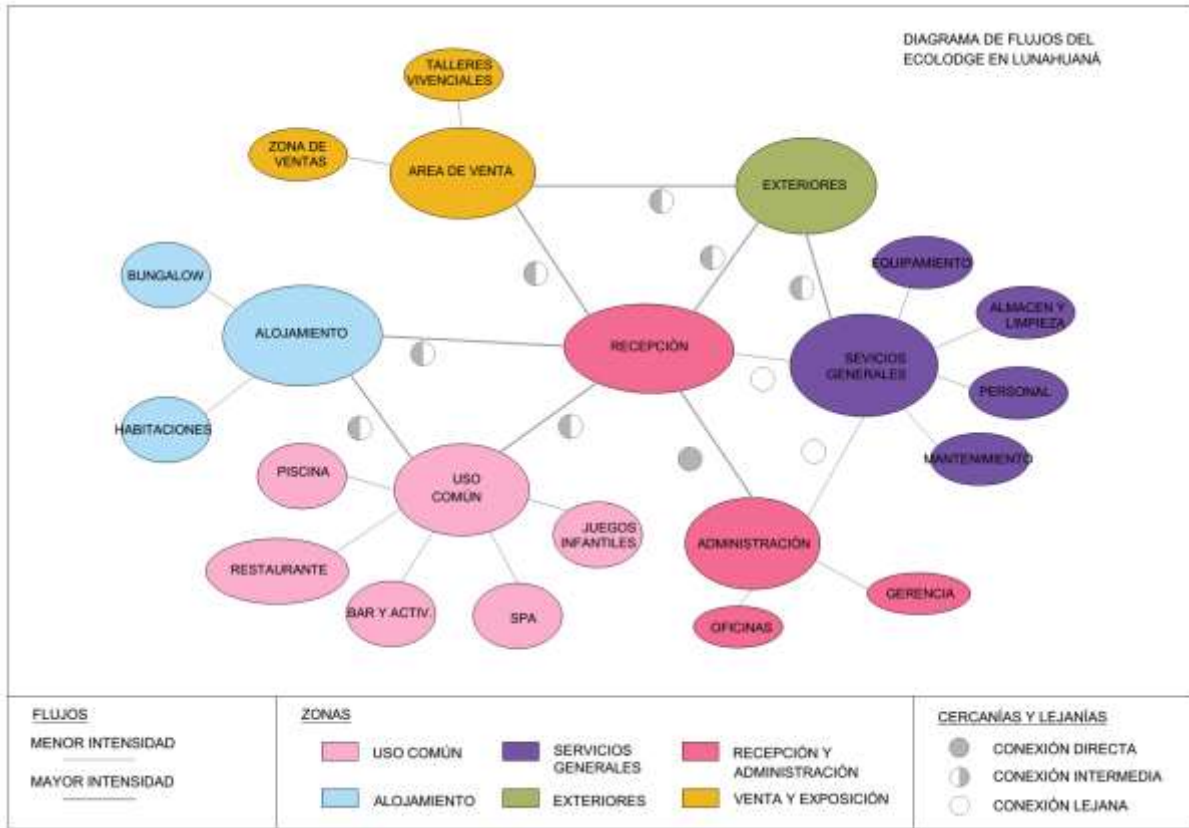 DIAGRAMA DE FLUJOS DEL
ECOLODGE EN LUNAHUANÁ
TALLERES
VIVENCIALES
ZONA DE
VENTAS
AREA DE VENTA
EXTERIORES
BUNGALOW
EQUIPAMIENTO
ALMACEN Y
LIMPIEZA
ALOJAMIENTO
RECEPCIÓN
SEVICIOS
GENERALES
PERSONAL
HABITACIONES
MANTENIMIENTO
PISCINA
USO
COMÚN
JUEGOS
INFANTILES
ADMINISTRACIÓN
RESTAURANTE
GERENCIA
BAR Y ACTIV.
SPA
OFICINAS
FLUJOS
MENOR INTENSIDAD
MAYOR INTENSIDAD
ZONAS
USO COMÚN
SERVICIOS
GENERALES
RECEPCIÓN Y
ADMINISTRACIÓN
ALOJAMIENTO
EXTERIORES
VENTA Y EXPOSICIÓN
CERCANÍAS Y LEJANÍAS
CONEXIÓN DIRECTA
CONEXIÓN INTERMEDIA
CONEXIÓN LEJANA